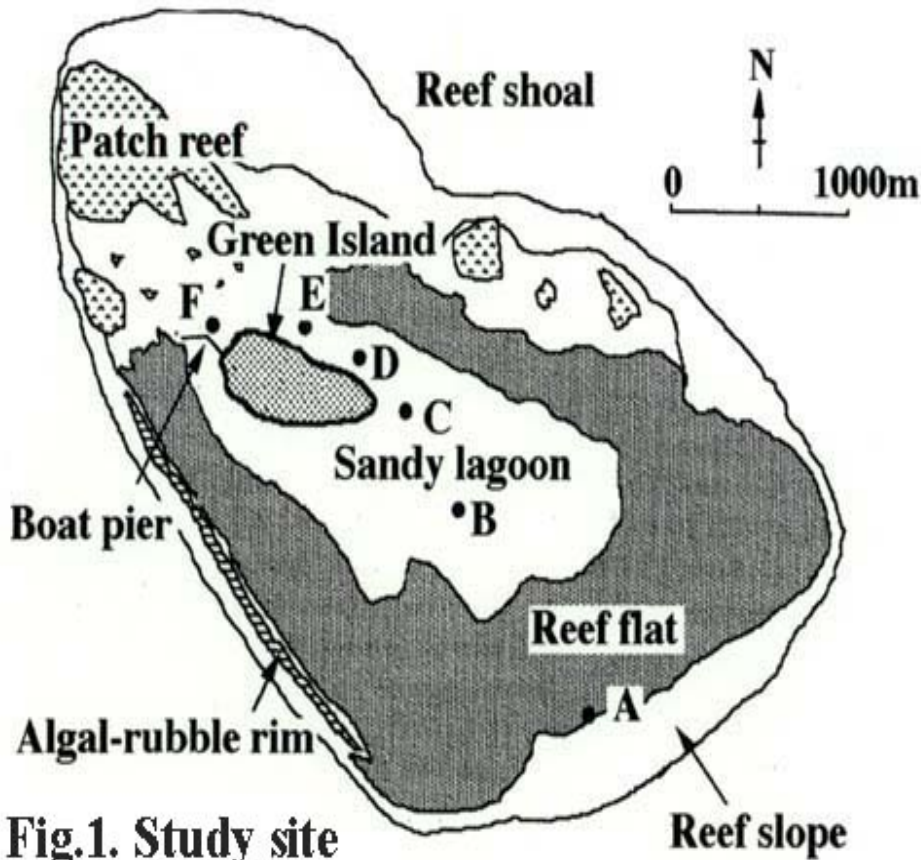 Reef shoal
N
Patch reef
0 1000m
Green Island
F
E
D
C
Sandy lagoon
B
Boat pier
Reef flat
A
Algal-rubble rim
Fig.1. Study site
Reef slope